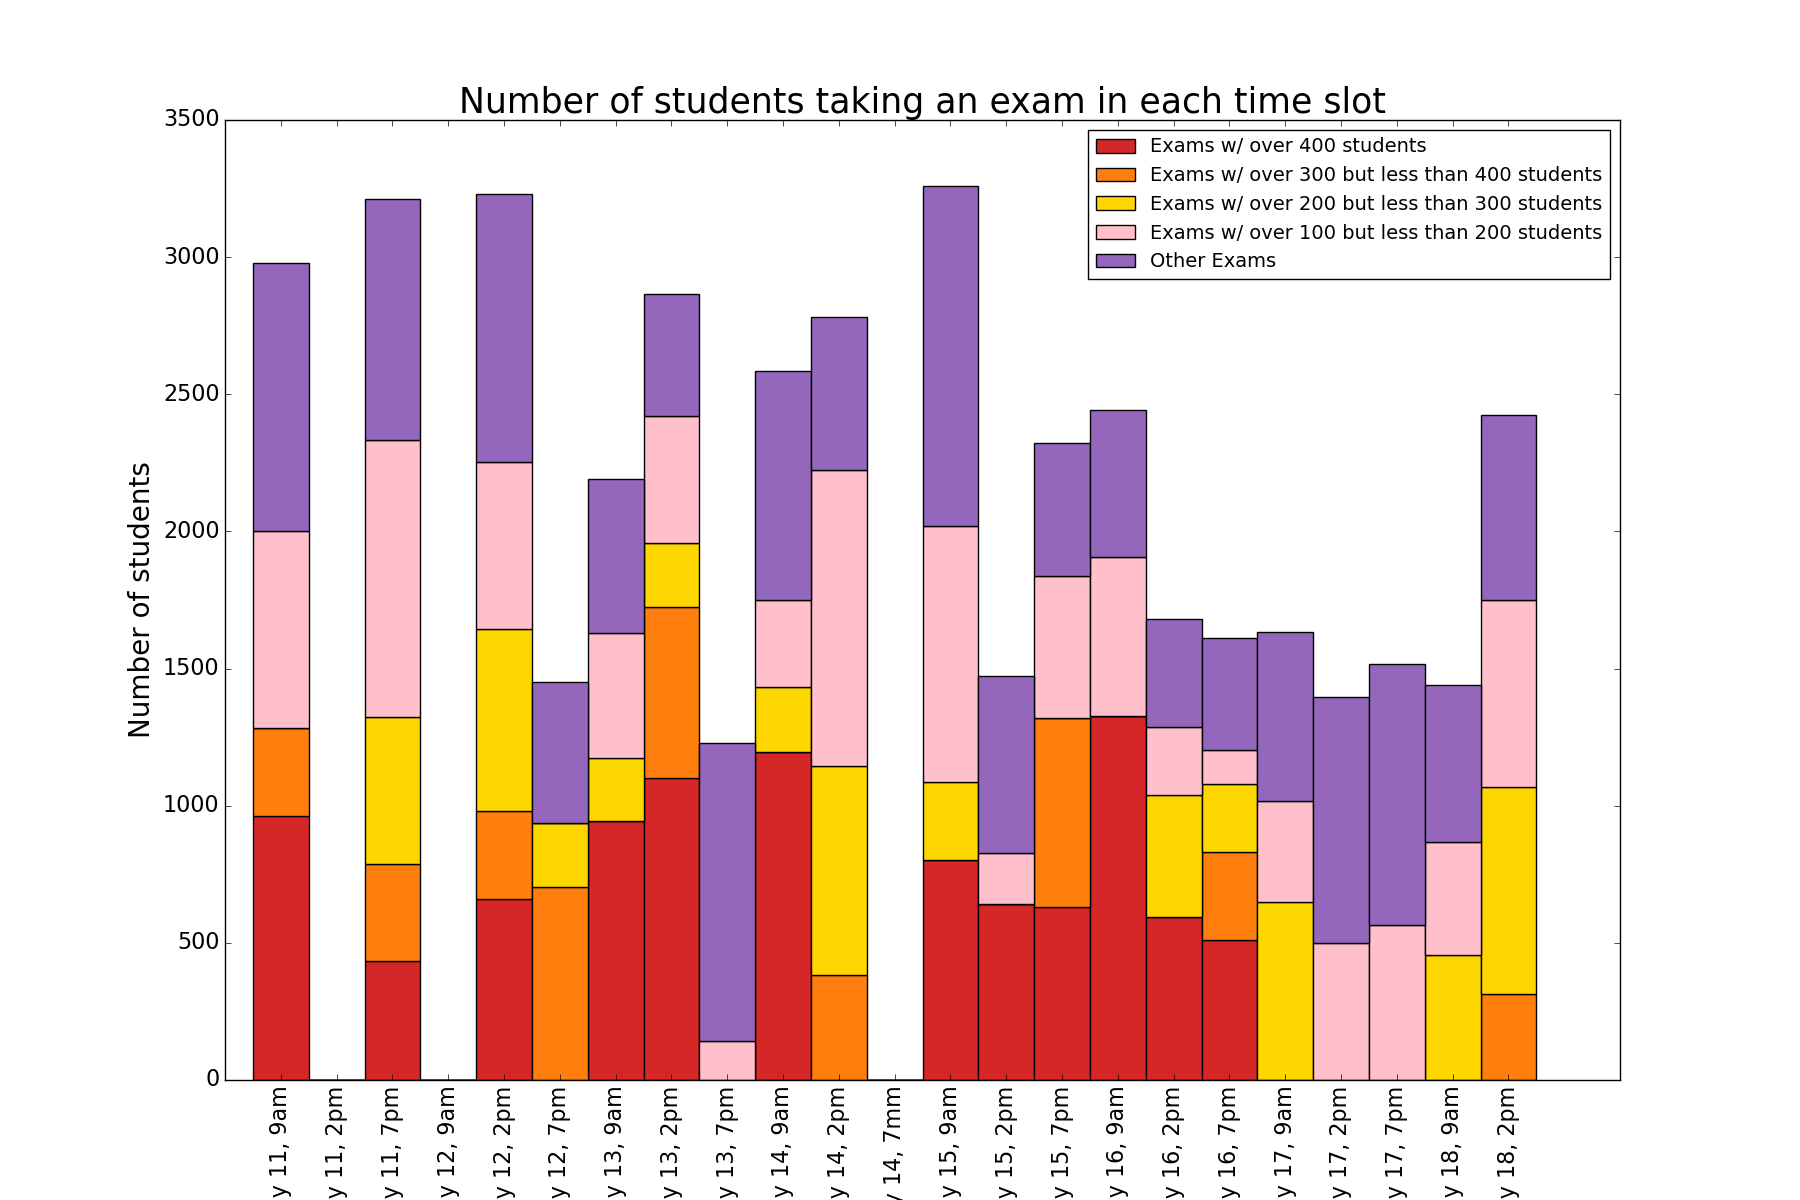 Number of students taking an exam in each time slot
Exams w/ over 400 students
Exams w/ over 300 but less than 400 students
Exams w/ over 200 but less than 300 students
Exams w/ over 100 but less than 200 students
Other Exams
Number of students
3500
3000
2500
2000
1500
1000
500
0
y 11, 9am
y 11, 2pm
y 11, 7pm
y 12, 9am
y 12, 2pm
y 12, 7pm
y 13, 9am
y 13, 2pm
y 13, 7pm
y 14, 9am
y 14, 2pm
y 14, 7mm
y 15, 9am
y 15, 2pm
y 15, 7pm
y 16, 9am
y 16, 2pm
y 16, 7pm
y 17, 9am
y 17, 2pm
y 17, 7pm
y 18, 9am
y 18, 2pm